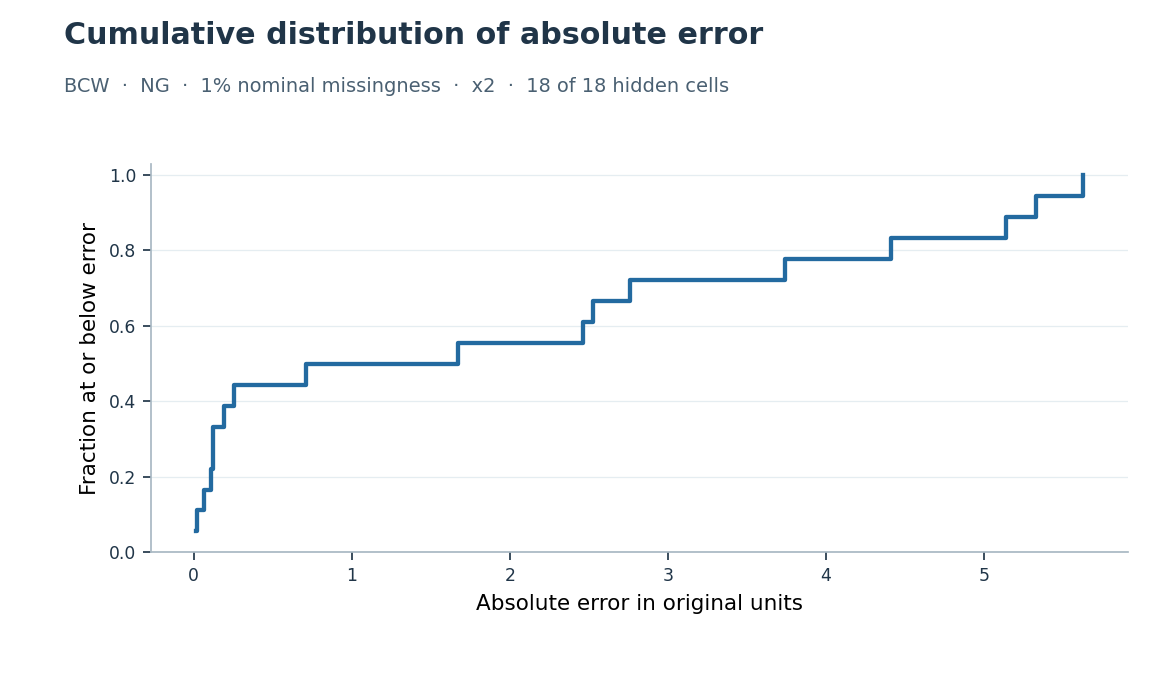 Cumulative distribution of absolute error
BCW · NG · 1% nominal missingness · x2 · 18 of 18 hidden cells
Fraction at or below error
1.0
0.8
0.6
0.4
0.2
0.0
0 1 2 3 4 5
Absolute error in original units